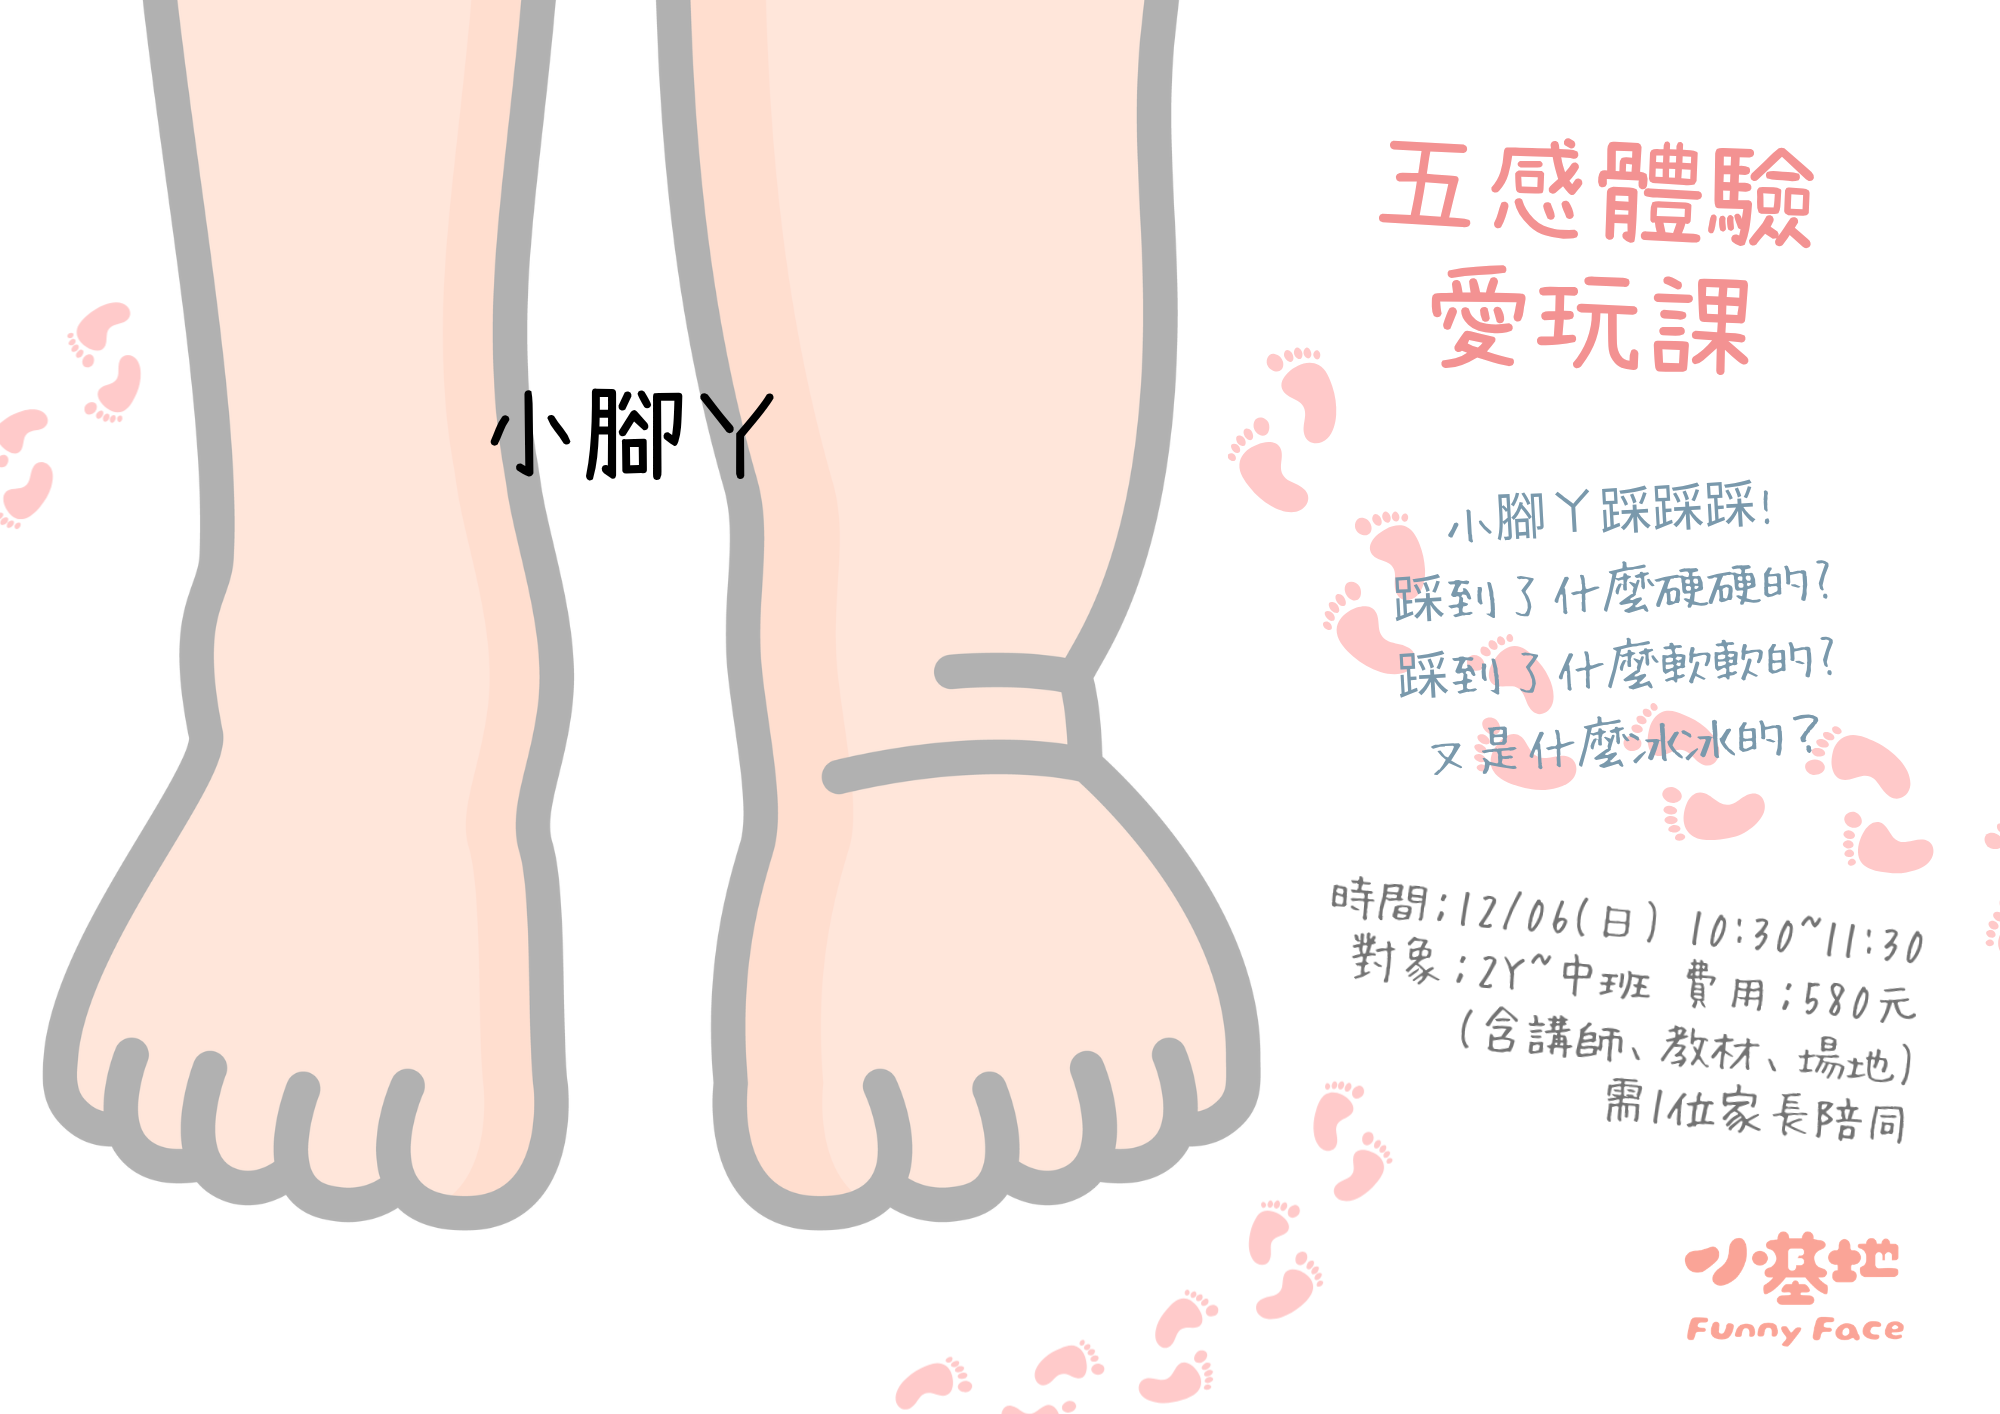 小腳丫
五感體驗
愛玩課
小腳丫踩踩踩!
踩到了什麼硬硬的?
踩到了什麼軟軟的?
又是什麼冰冰的?
時間:12/06(日) 10:30~11:30
對象:2Y~中班 費用:580元
(含講師、教材、場地)
需1位家長陪同
小基地
Funny Face